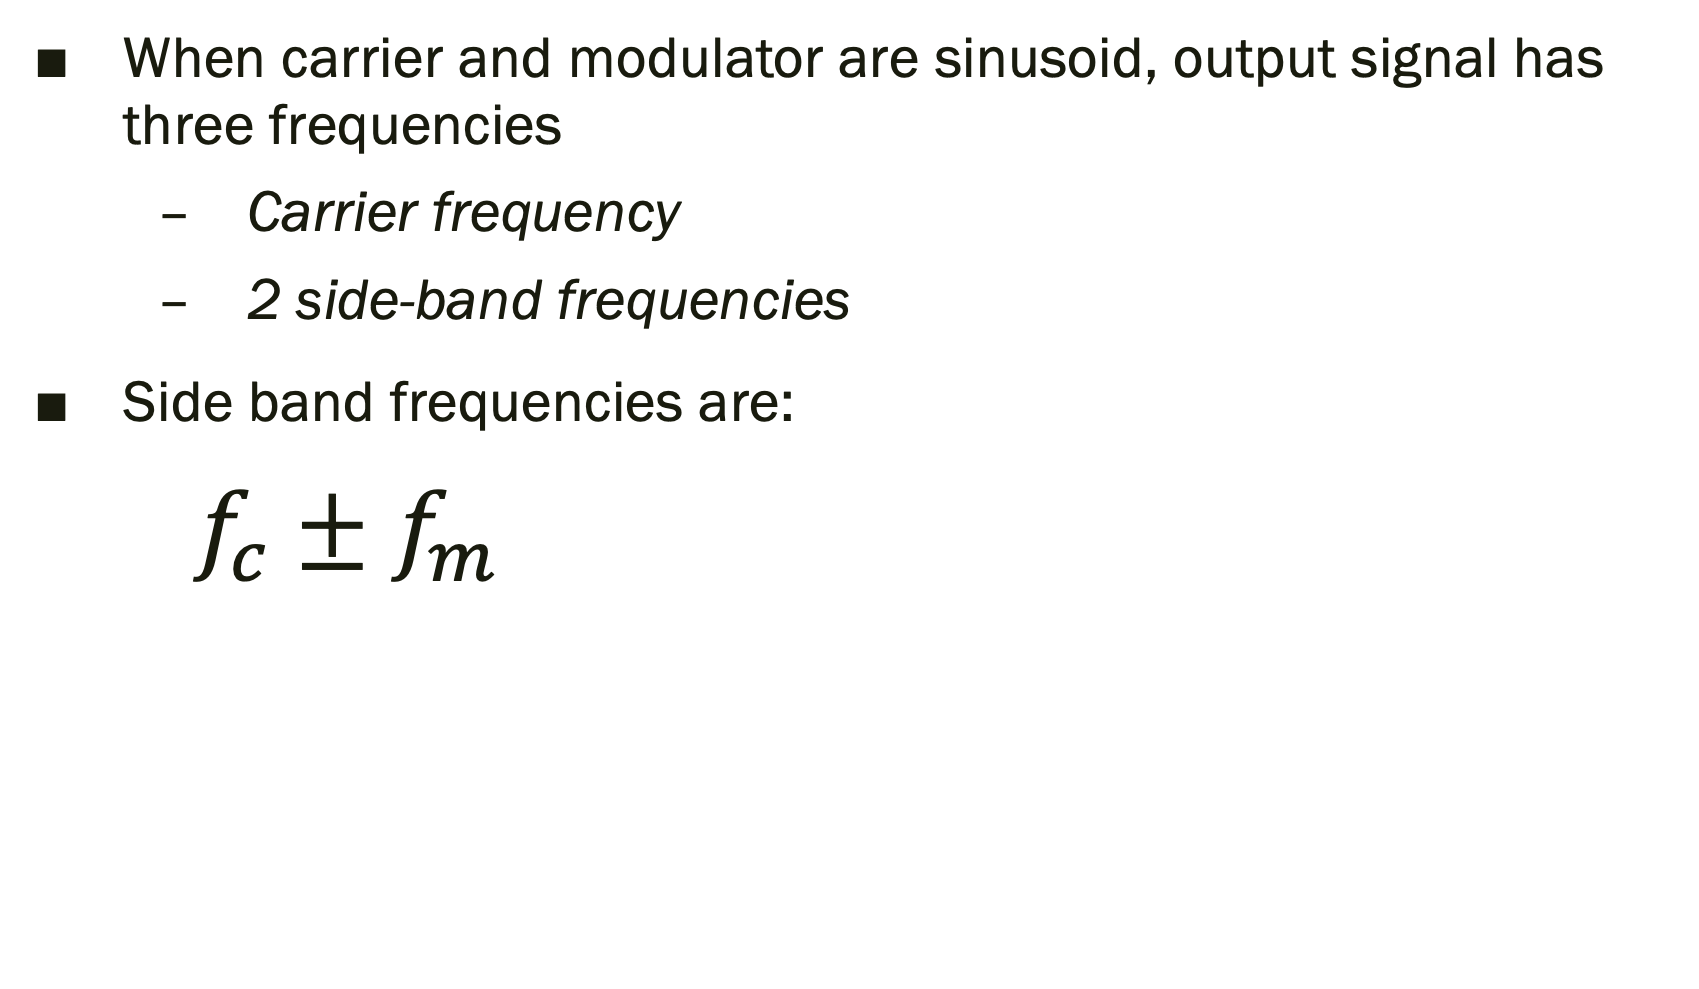 ■ When carrier and modulator are sinusoid, output signal has
three frequencies
– Carrier frequency
– 2 side-band frequencies
■ Side band frequencies are:
f_c ± f_m